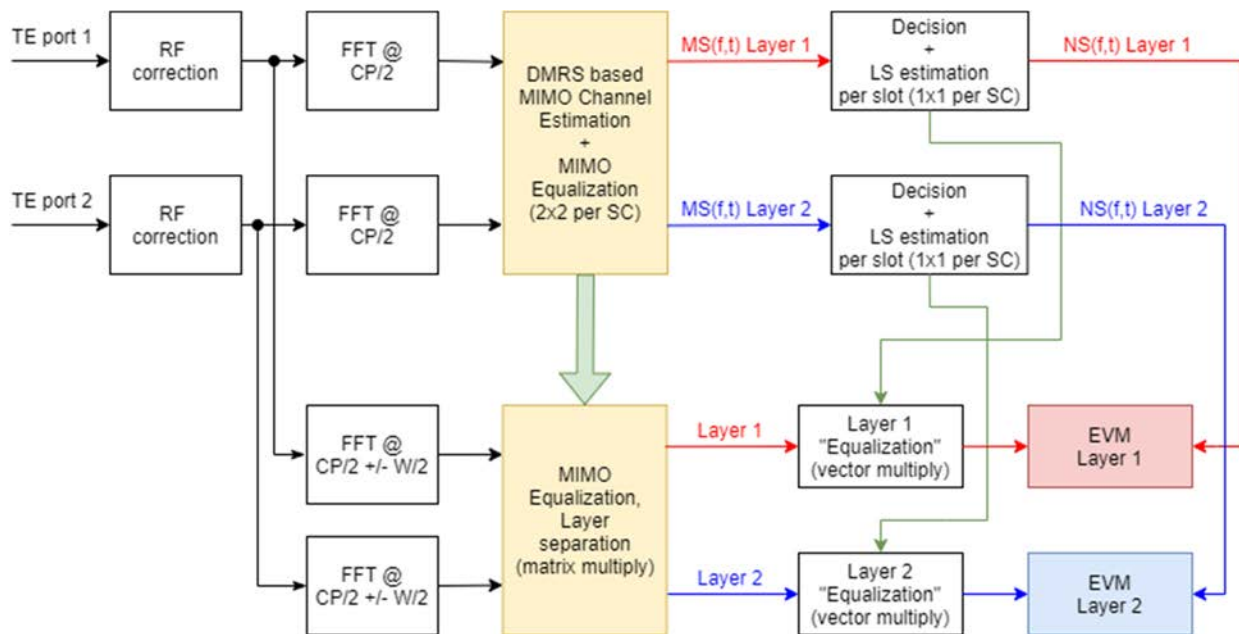 TE port 1
RF
correction
FFT @
CP/2
DMRS based
MIMO Channel
Estimation
+
MIMO
Equalization
(2x2 per SC)
MS(f,t) Layer 1
Decision
+
LS estimation
per slot (1x1 per SC)
NS(f,t) Layer 1
TE port 2
RF
correction
FFT @
CP/2
MS(f,t) Layer 2
Decision
+
LS estimation
per slot (1x1 per SC)
NS(f,t) Layer 2
FFT @
CP/2 +/- W/2
MIMO
Equalization,
Layer
separation
(matrix multiply)
Layer 1
Layer 1
"Equalization"
(vector multiply)
EVM
Layer 1
FFT @
CP/2 +/- W/2
Layer 2
Layer 2
"Equalization"
(vector multiply)
EVM
Layer 2